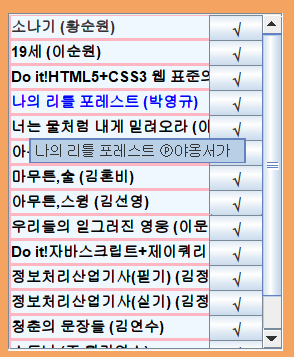 소나기 (황순원) √
19세 (이순원) √
Do it!HTML5+CSS3 웹 표준의 √
나의 리틀 포레스트 (박영규) √
너는 물처럼 내게 밀려오라 (이 √
나의 리틀 포레스트 ⓟ야옹서가
아무튼,술 (김혼비) √
아무튼,스윙 (김선영) √
우리들의 일그러진 영웅 (이문 √
Do it!자바스크립트+제이쿼리 √
정보처리산업기사(필기) (김정 √
정보처리산업기사(실기) (김정 √
청춘의 문장들 (김연수) √